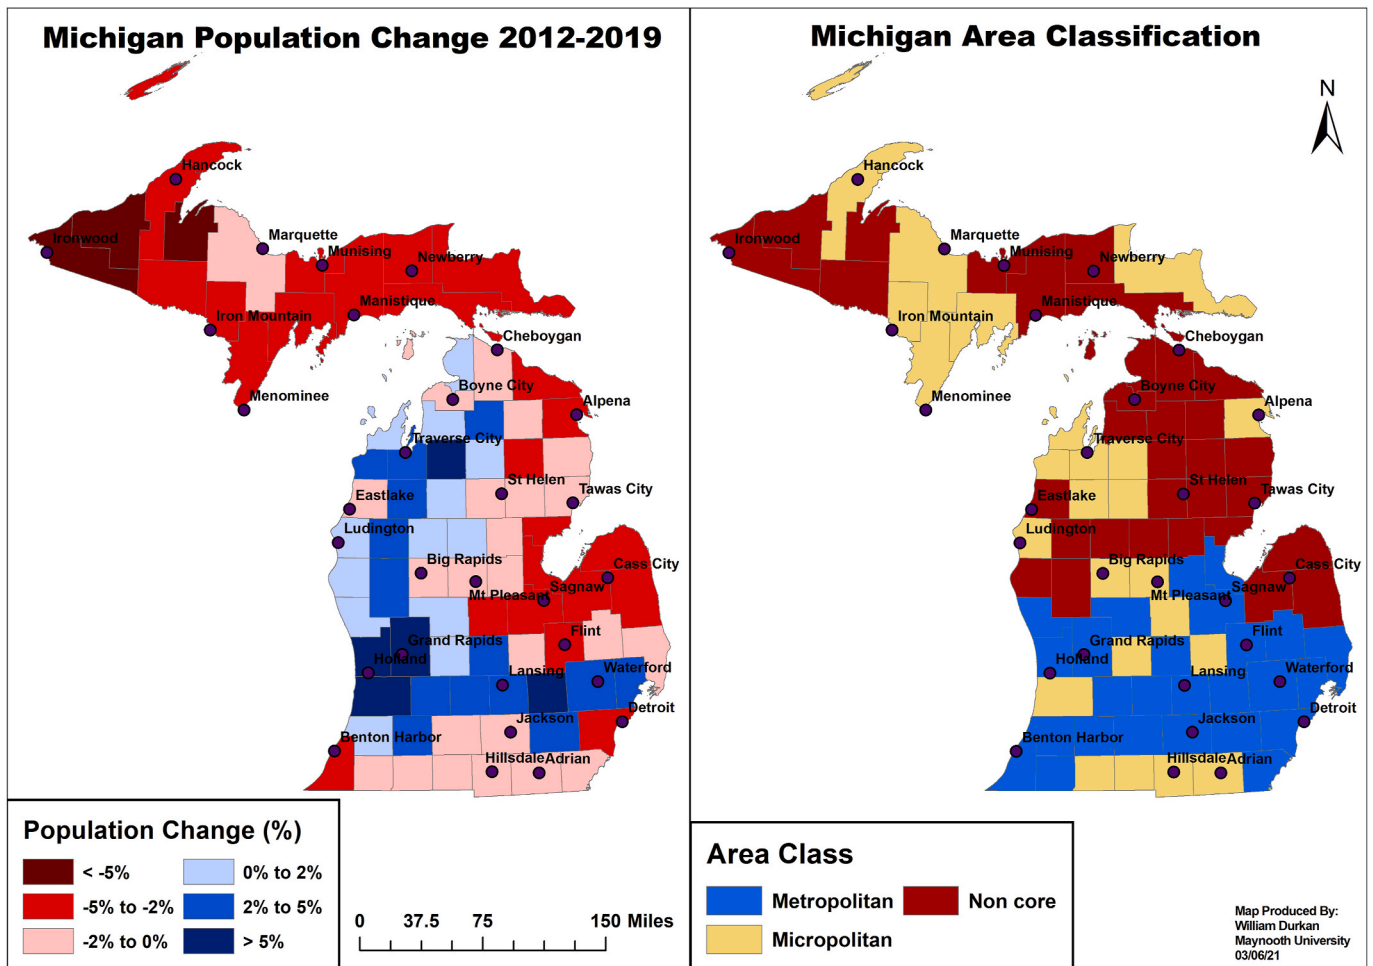 Michigan Population Change 2012-2019
Hancock
Ironwood
Marquette
Munising
Newberry
Manistique
Iron Mountain
Cheboygan
Menominee
Boyne City
Alpena
Traverse City
St Helen
Tawas City
Eastlake
Ludington
Big Rapids
Cass City
Mt Pleasant
Sagnaw
Flint
Grand Rapids
Holland
Lansing
Waterford
Detroit
Jackson
Benton Harbor
Hillsdale
Adrian
Population Change (%)
< -5%
-5% to -2%
-2% to 0%
0% to 2%
2% to 5%
> 5%
0 37.5 75 150 Miles
Michigan Area Classification
N
Hancock
Ironwood
Marquette
Munising
Newberry
Manistique
Iron Mountain
Cheboygan
Menominee
Boyne City
Alpena
Traverse City
St Helen
Tawas City
Eastlake
Ludington
Big Rapids
Cass City
Mt Pleasant
Sagnaw
Flint
Grand Rapids
Holland
Lansing
Waterford
Detroit
Jackson
Benton Harbor
Hillsdale
Adrian
Area Class
Metropolitan
Micropolitan
Non core
Map Produced By:
William Durkan
Maynooth University
03/06/21